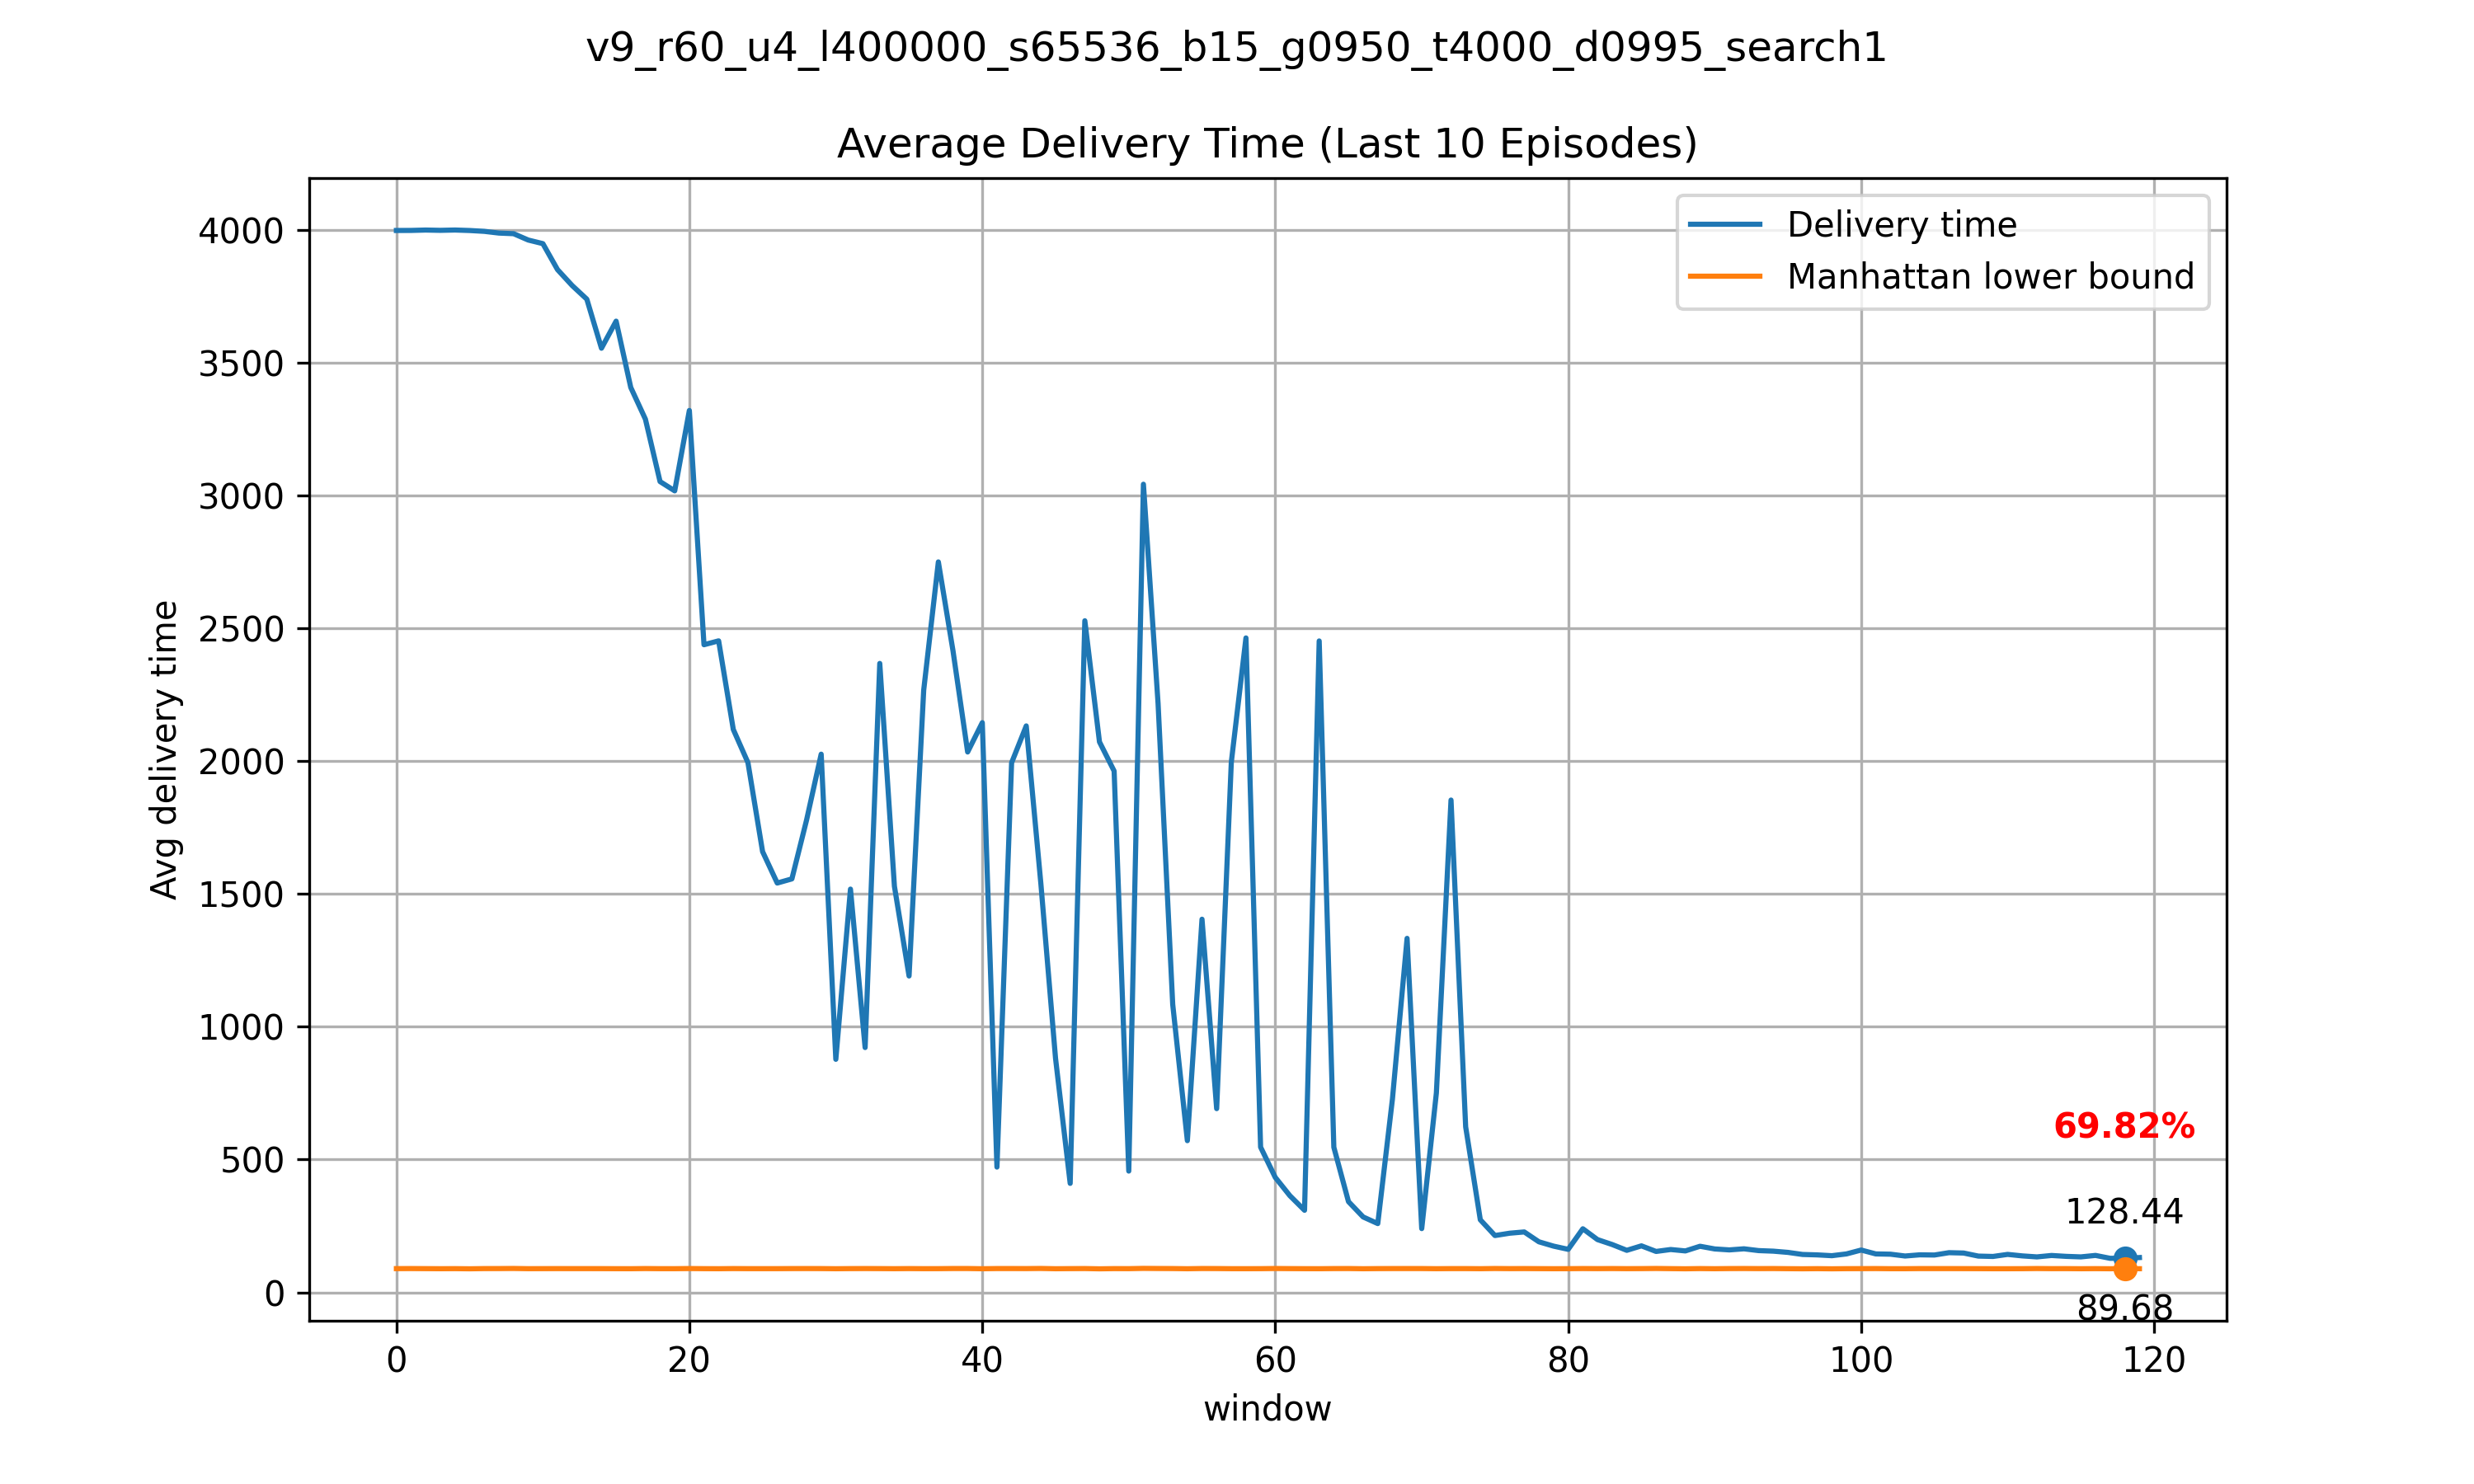 v9_r60_u4_l400000_s65536_b15_g0950_t4000_d0995_search1
Average Delivery Time (Last 10 Episodes)
Delivery time
Manhattan lower bound
4000
3500
3000
2500
2000
1500
1000
500
0
Avg delivery time
69.82%
128.44
89.68
0 20 40 60 80 100 120
window